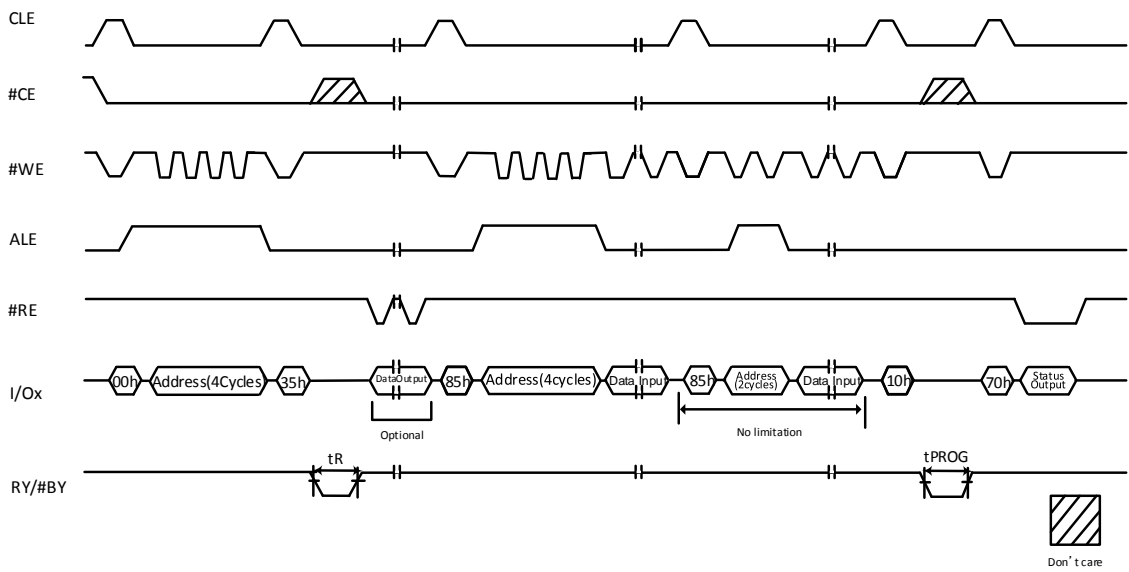 CLE
#CE
#WE
ALE
#RE
I/Ox
00h Address(4Cycles) 35h DataOutput 85h Address(4cycles) Data Input 85h Address (2cycles) Data Input 10h 70h Status Output
Optional
No limitation
RY/#BY
tR
tPROG
Don't care